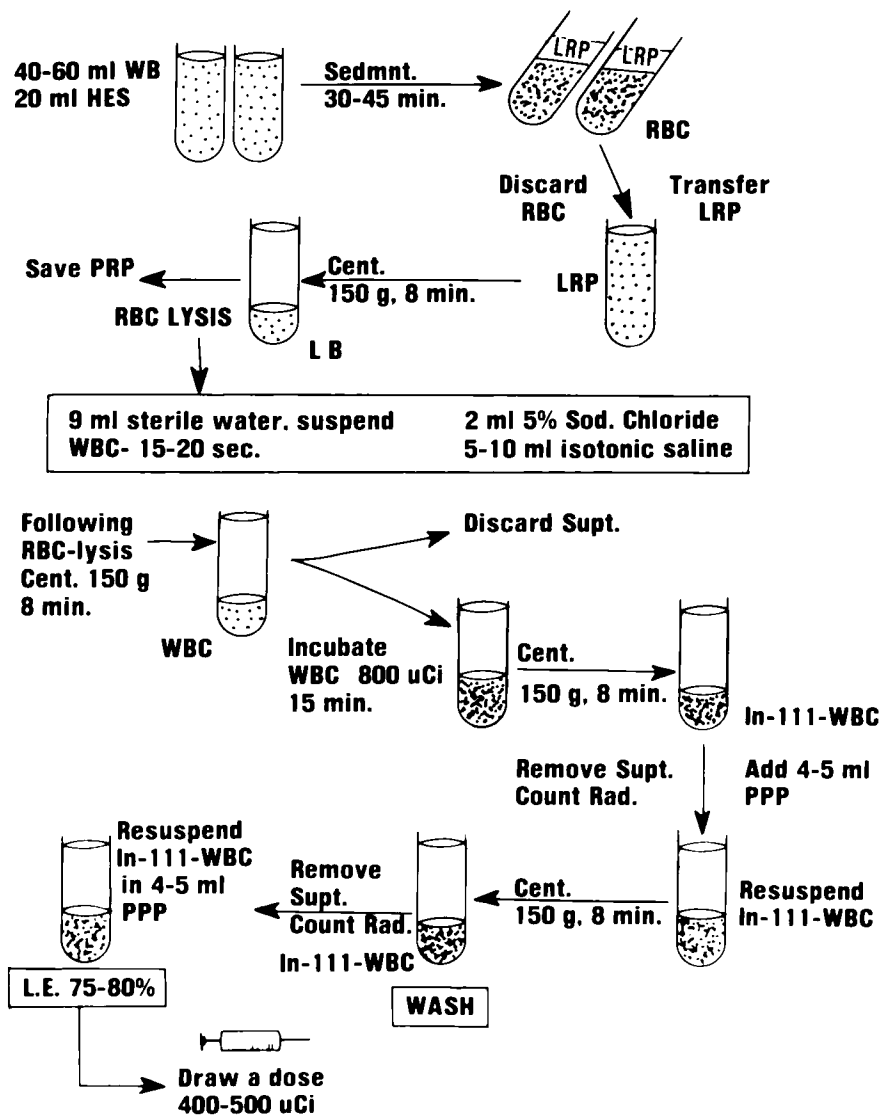 40-60 ml WB
20 ml HES
Sedmnt.
30-45 min.
LRP
LRP
RBC
Discard
RBC
Transfer
LRP
Save PRP
Cent.
150 g, 8 min.
LRP
RBC LYSIS
L B
9 ml sterile water. suspend
WBC- 15-20 sec.
2 ml 5% Sod. Chloride
5-10 ml isotonic saline
Following
RBC-lysis
Cent. 150 g
8 min.
WBC
Discard Supt.
Incubate
WBC 800 uCi
15 min.
Cent.
150 g, 8 min.
In-111-WBC
Remove Supt.
Count Rad.
Add 4-5 ml
PPP
Resuspend
In-111-WBC
Cent.
150 g, 8 min.
In-111-WBC
WASH
Remove
Supt.
Count Rad.
Resuspend
In-111-WBC
in 4-5 ml
PPP
L.E. 75-80%
Draw a dose
400-500 uCi